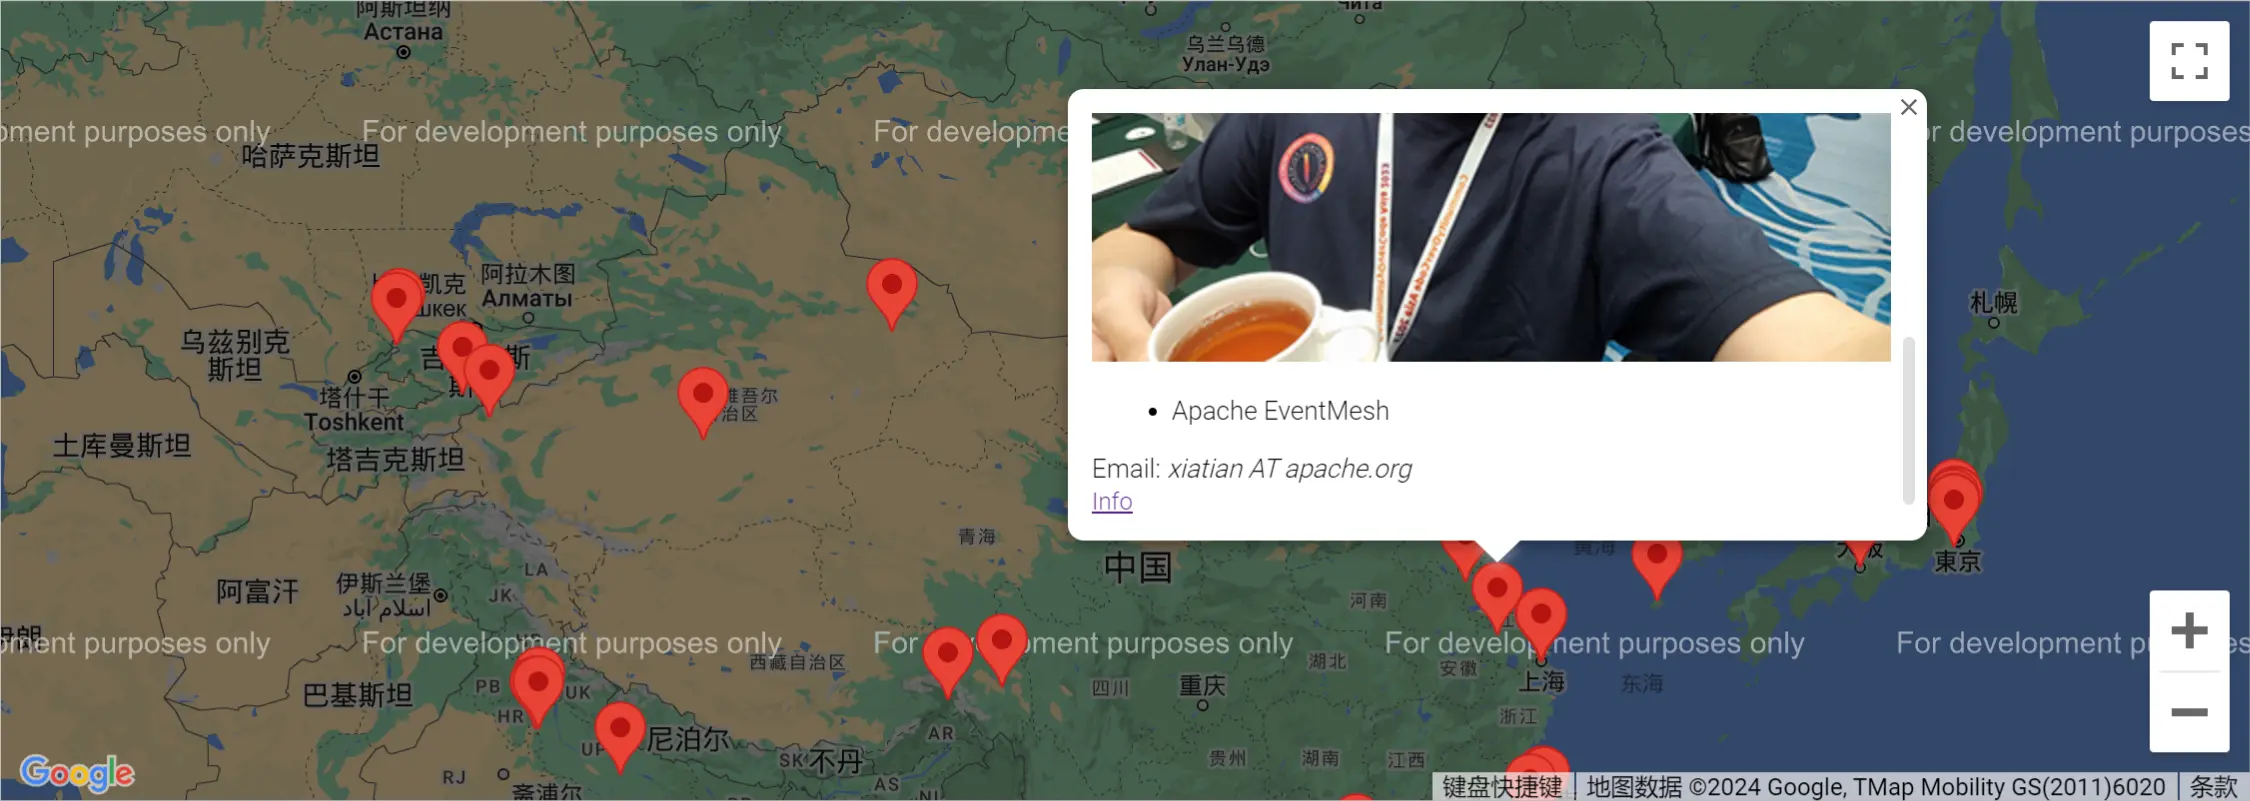 阿斯坦纳
Астана
Чита
乌兰乌德
Улан-Удэ
ment purposes only
For development purposes only
For developme
r development purposes
哈萨克斯坦
凯克
шкек
阿拉木图
Алматы
乌兹别克
斯坦
吉
斯
斯
塔什干
Toshkent
维吾尔
治区
土库曼斯坦
塔吉克斯坦
札幌
Apache EventMesh
Email: xiatian AT apache.org
Info
青海
中国
黄海
大阪
東京
LA
JK
阿富汗
伊斯兰堡
اسلام آباد
河南
ment purposes only
For development purposes only
For development purposes only
For development purposes only
For development pu
es only
西藏自治区
四川
湖北
安徽
重庆
上海
东海
浙江
PB
UK
HR
巴基斯坦
UP
尼泊尔
AR
SK
不丹
贵州
湖南
江西
RJ
斋浦尔
AS
NL
Google
键盘快捷键
地图数据 ©2024 Google, TMap Mobility GS(2011)6020
条款